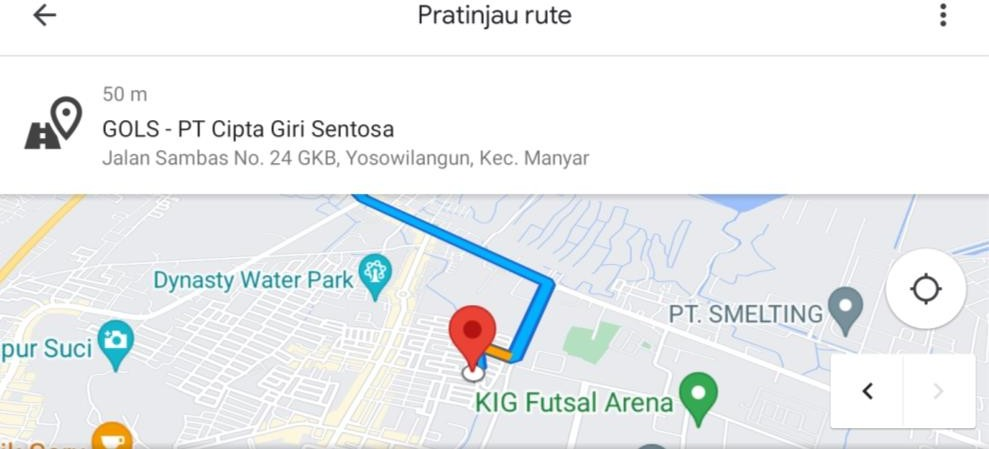 Pratinjau rute
50 m
GOLS - PT Cipta Giri Sentosa
Jalan Sambas No. 24 GKB, Yosowilangun, Kec. Manyar
Dynasty Water Park
PT. SMELTING
pur Suci
KIG Futsal Arena